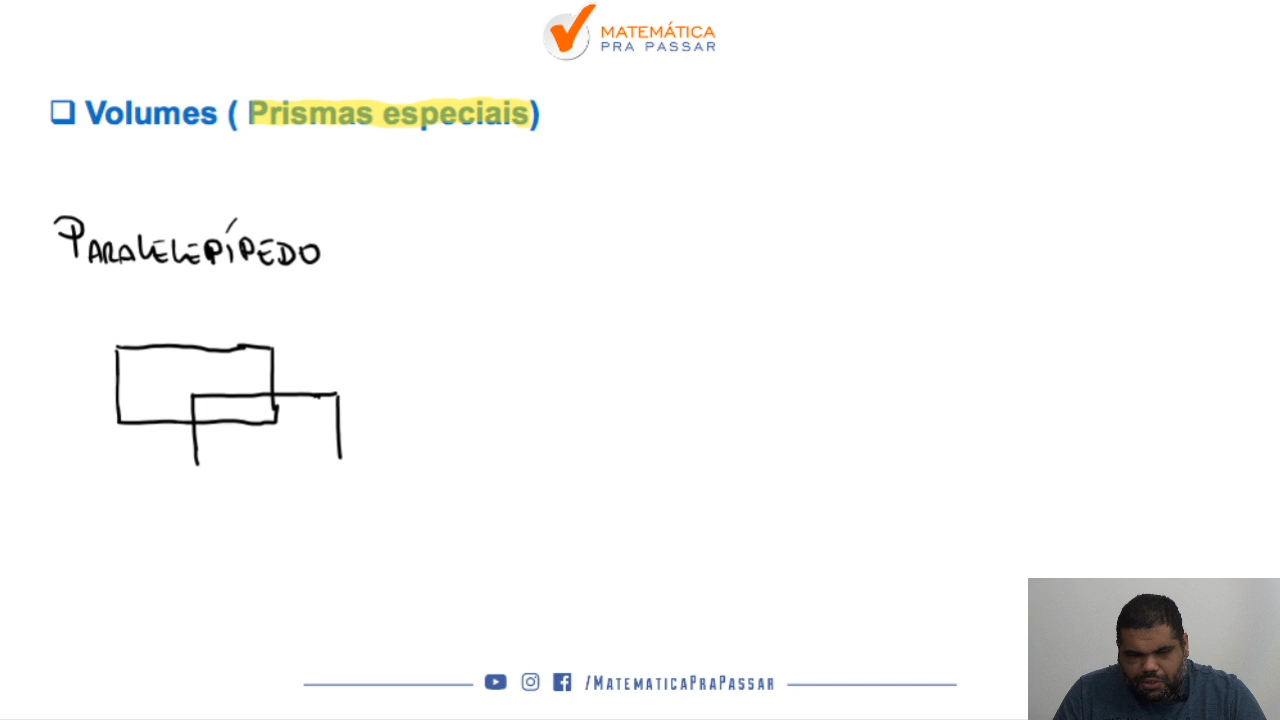 MATEMÁTICA
PRA PASSAR
Volumes ( Prismas especiais)
PARALELEPÍPEDO
/MATEMATICAPRAPASSAR